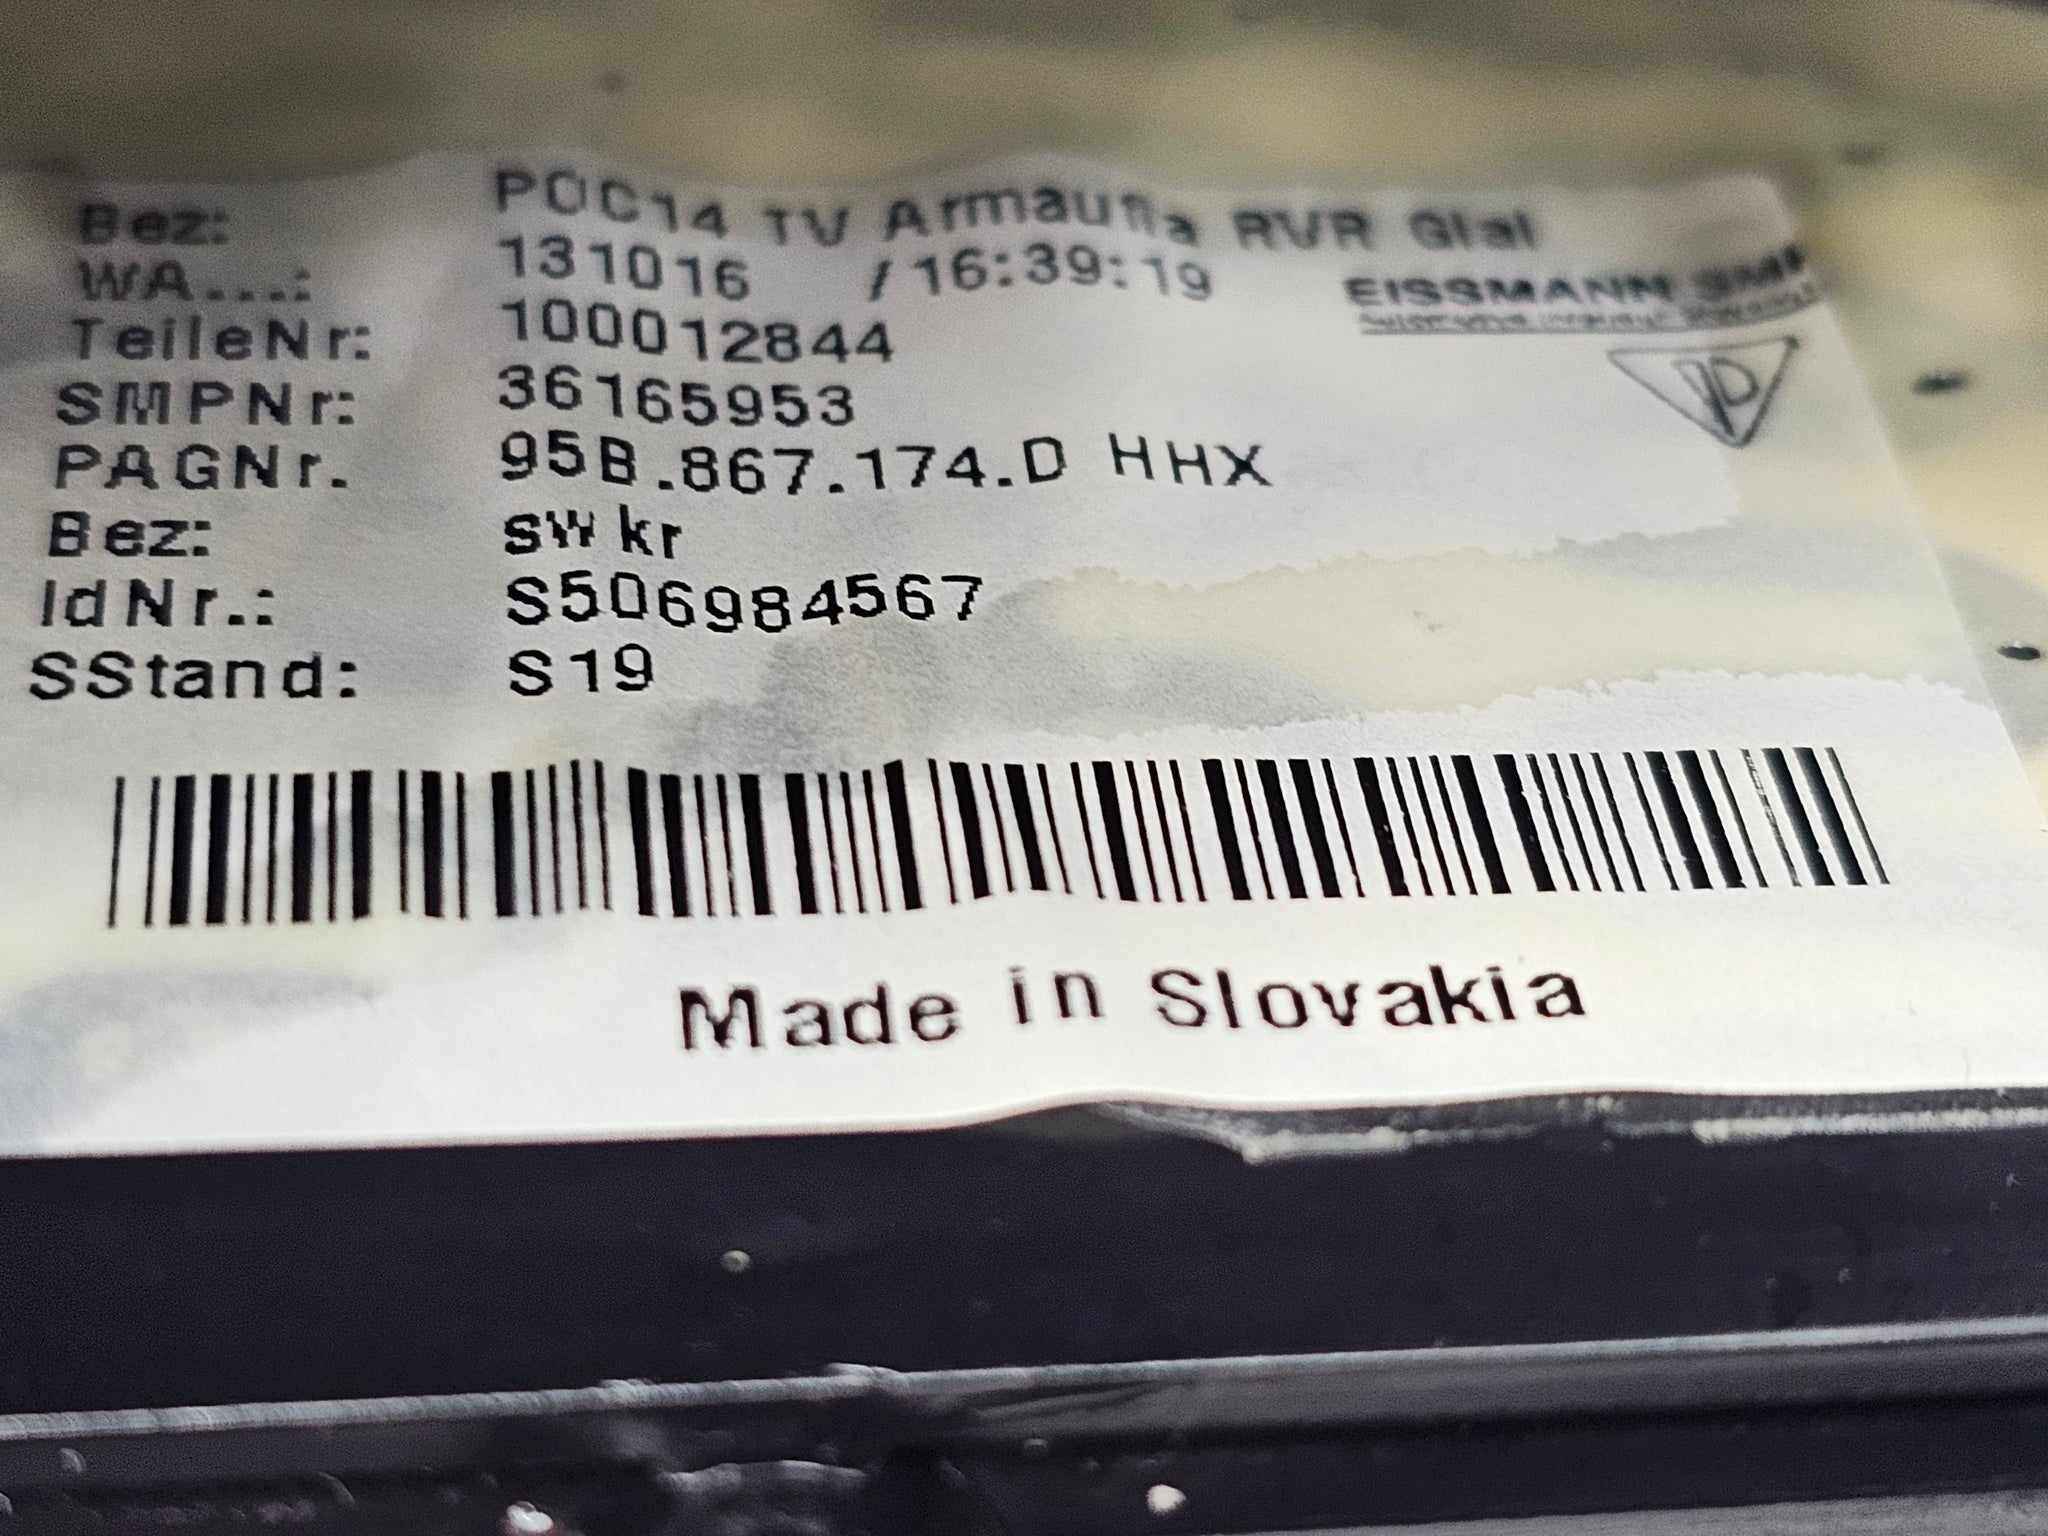 Bez: POC14 TV Armaufla RVR Glat
WA...: 131016 / 16:39:19
EISSMANN
TeileNr: 100012844
SMPNr: 36165953
PAGNr. 95B.867.174.D HHX
Bez: sw kr
IdNr.: S506984567
SStand: S19
Made in Slovakia